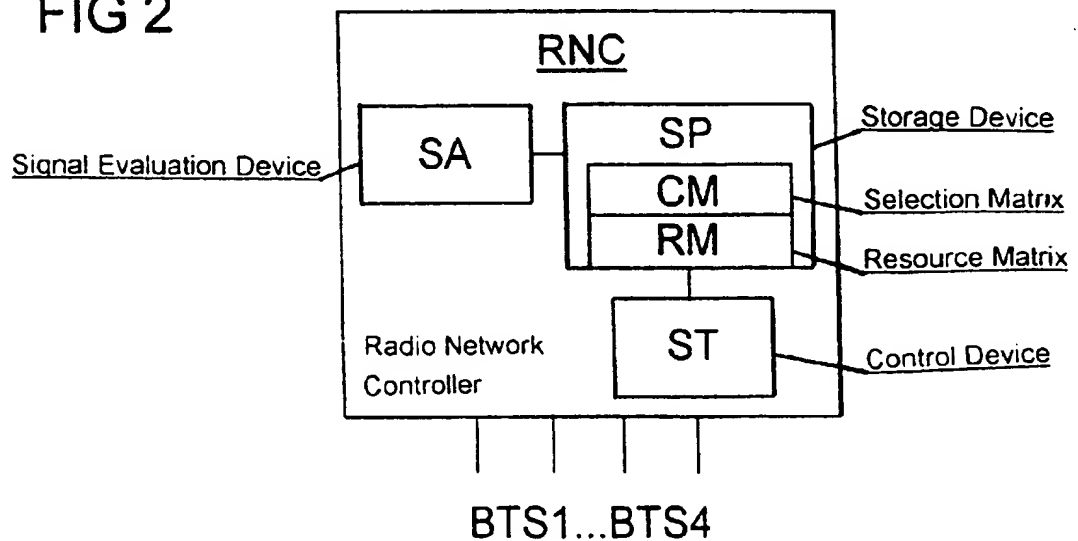 FIG 2
RNC
Storage Device
SP
SA
Signal Evaluation Device
CM
Selection Matrix
RM
Resource Matrix
ST
Radio Network
Controller
Control Device
BTS1...BTS4